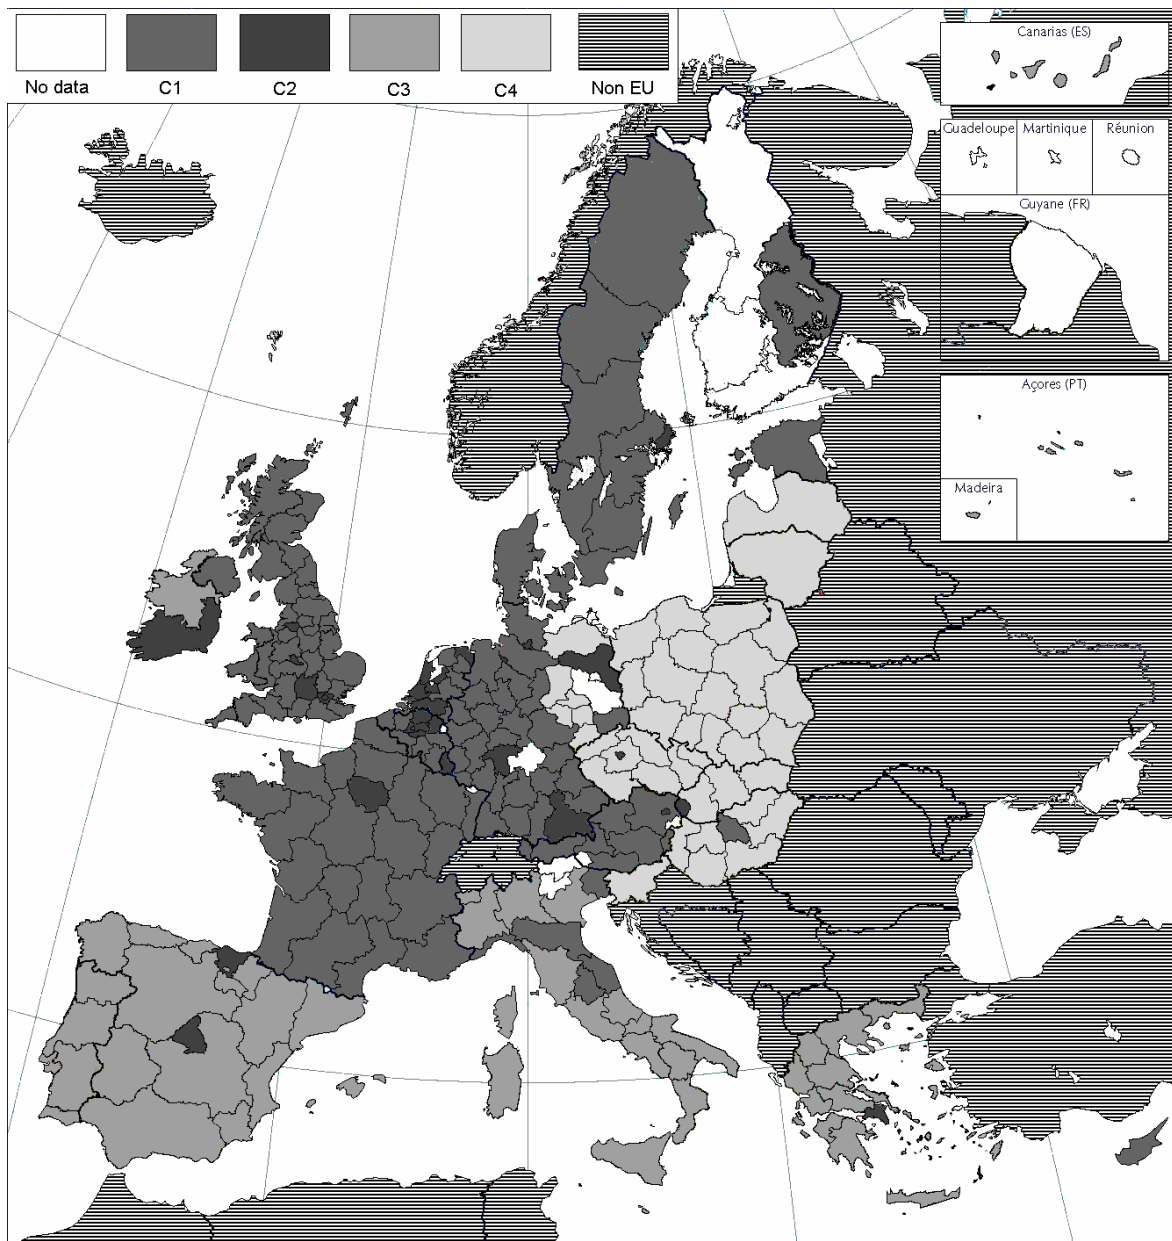 No data
C1
C2
C3
C4
Non EU
Canarias (ES)
Guadeloupe
Martinique
Réunion
Guyane (FR)
Açores (PT)
Madeira